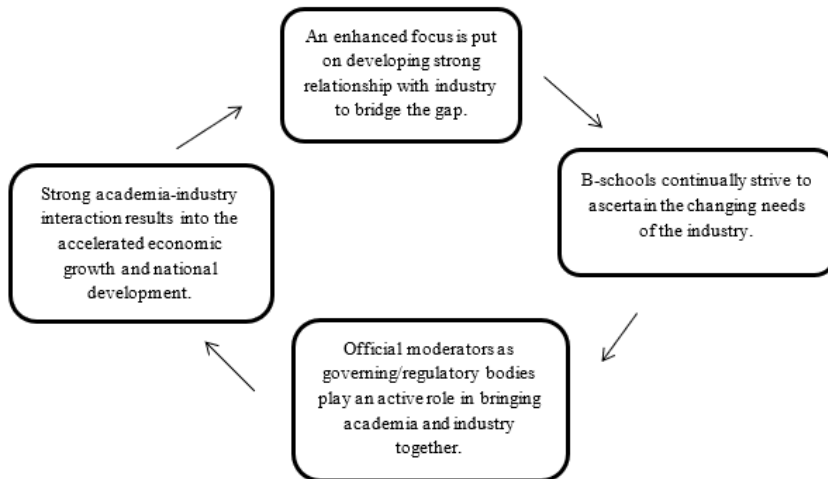 An enhanced focus is put
on developing strong
relationship with industry
to bridge the gap.
B-schools continually strive to
ascertain the changing needs
of the industry.
Official moderators as
governing/regulatory bodies
play an active role in bringing
academia and industry
together.
Strong academia-industry
interaction results into the
accelerated economic
growth and national
development.